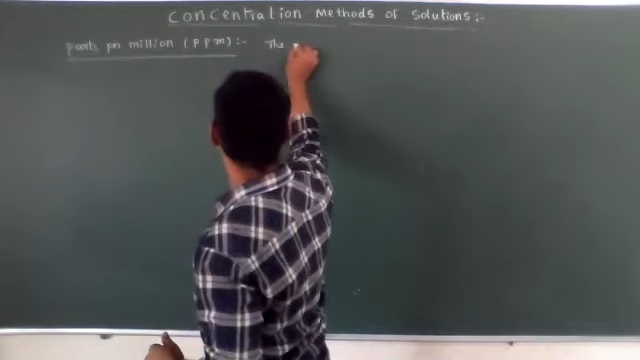 Concentration Methods of Solutions:-
parts per million (PPM):- The